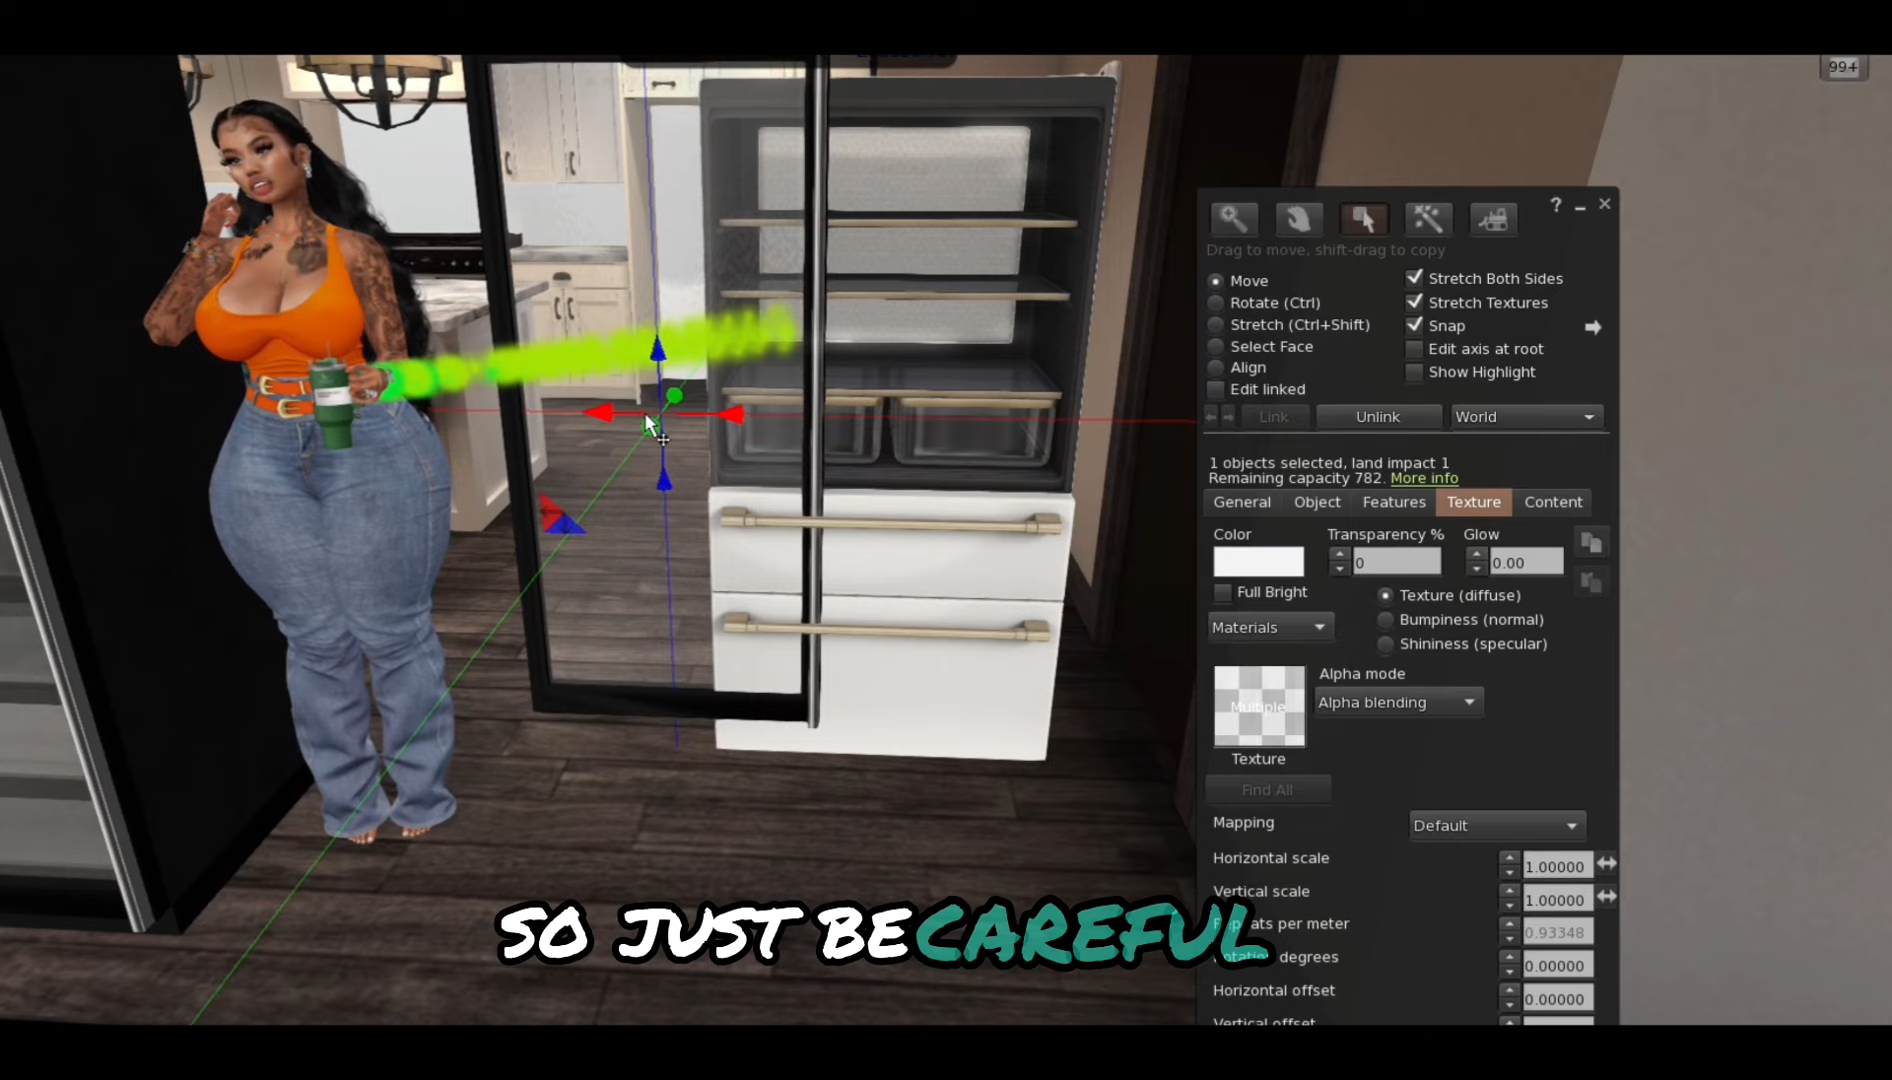 99+
?
Drag to move, shift-drag to copy
Move
Stretch Both Sides
Rotate (Ctrl)
Stretch Textures
Stretch (Ctrl+Shift)
Snap
Select Face
Edit axis at root
Align
Show Highlight
Edit linked
Link
Unlink
World
1 objects selected, land impact 1
Remaining capacity 782. More info
General Object Features Texture Content
Color Transparency % Glow
0 0.00
Full Bright
Texture (diffuse)
Materials
Bumpiness (normal)
Shininess (specular)
Alpha mode
Multiple
Alpha blending
Texture
Find All
Mapping Default
Horizontal scale 1.00000
Vertical scale 1.00000
Repeats per meter 0.93348
Rotation degrees 0.00000
Horizontal offset 0.00000
Vertical offset
SO JUST BE CAREFUL